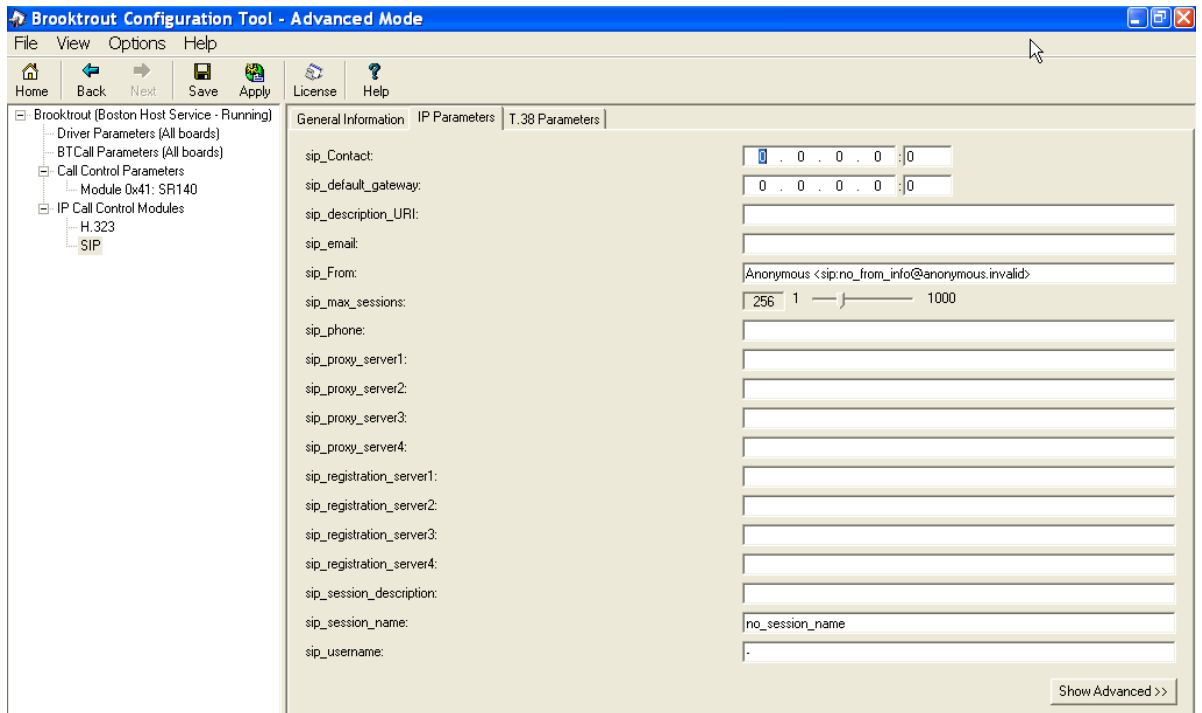 Brooktrout Configuration Tool - Advanced Mode
File View Options Help
Home Back Next Save Apply License Help
Brooktrout (Boston Host Service - Running)
Driver Parameters (All boards)
BTCall Parameters (All boards)
Call Control Parameters
Module 0x41: SR140
IP Call Control Modules
H.323
SIP
General Information IP Parameters T.38 Parameters
sip_Contact: 0 . 0 . 0 . 0 :0
sip_default_gateway: 0 . 0 . 0 . 0 :0
sip_description_URI:
sip_email:
sip_From: Anonymous <sip:no_from_info@anonymous.invalid>
sip_max_sessions: 256 1 1000
sip_phone:
sip_proxy_server1:
sip_proxy_server2:
sip_proxy_server3:
sip_proxy_server4:
sip_registration_server1:
sip_registration_server2:
sip_registration_server3:
sip_registration_server4:
sip_session_description:
sip_session_name: no_session_name
sip_username: -
Show Advanced >>